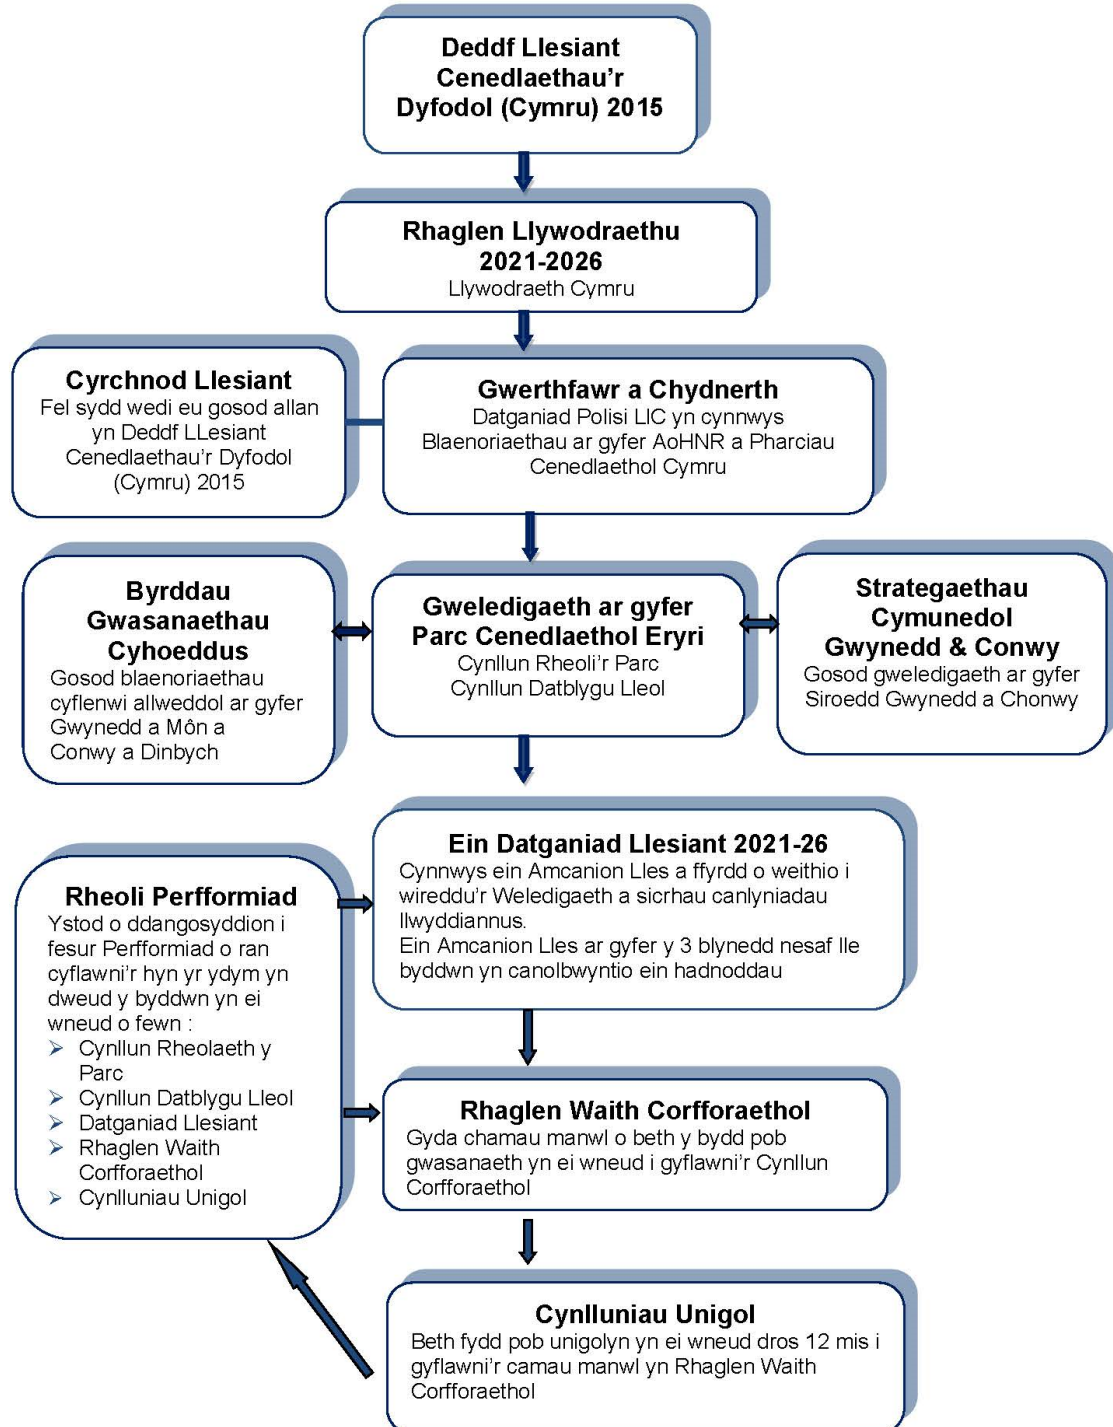 Deddf Llesiant
Cenedlaethau'r
Dyfodol (Cymru) 2015
Rhaglen Llywodraethu
2021-2026
Llywodraeth Cymru
Cyrchnod Llesiant
Fel sydd wedi eu gosod allan
yn Deddf LLesiant
Cenedlaethau'r Dyfodol
(Cymru) 2015
Gwerthfawr a Chydnerth
Datganiad Polisi LlC yn cynnwys
Blaenoriaethau ar gyfer AoHNR a Pharciau
Cenedlaethol Cymru
Byrddau
Gwasanaethau
Cyhoeddus
Gosod blaenoriaethau
cyflenwi allweddol ar gyfer
Gwynedd a Môn a
Conwy a Dinbych
Gweledigaeth ar gyfer
Parc Cenedlaethol Eryri
Cynllun Rheoli'r Parc
Cynllun Datblygu Lleol
Strategaethau
Cymunedol
Gwynedd & Conwy
Gosod gweledigaeth ar gyfer
Siroedd Gwynedd a Chonwy
Ein Datganiad Llesiant 2021-26
Cynnwys ein Amcanion Lles a ffyrdd o weithio i
wireddu'r Weledigaeth a sicrhau canlyniadau
llwyddiannus.
Ein Amcanion Lles ar gyfer y 3 blynedd nesaf lle
byddwn yn canolbwyntio ein hadnoddau
Rheoli Perfformiad
Ystod o ddangosyddion i
fesur Perfformiad o ran
cyflawni'r hyn yr ydym yn
dweud y byddwn yn ei
wneud o fewn :
➢ Cynllun Rheolaeth y
Parc
➢ Cynllun Datblygu Lleol
➢ Datganiad Llesiant
➢ Rhaglen Waith
Corfforaethol
➢ Cynlluniau Unigol
Rhaglen Waith Corfforaethol
Gyda chamau manwl o beth y bydd pob
gwasanaeth yn ei wneud i gyflawni'r Cynllun
Corfforaethol
Cynlluniau Unigol
Beth fydd pob unigolyn yn ei wneud dros 12 mis i
gyflawni'r camau manwl yn Rhaglen Waith
Corfforaethol